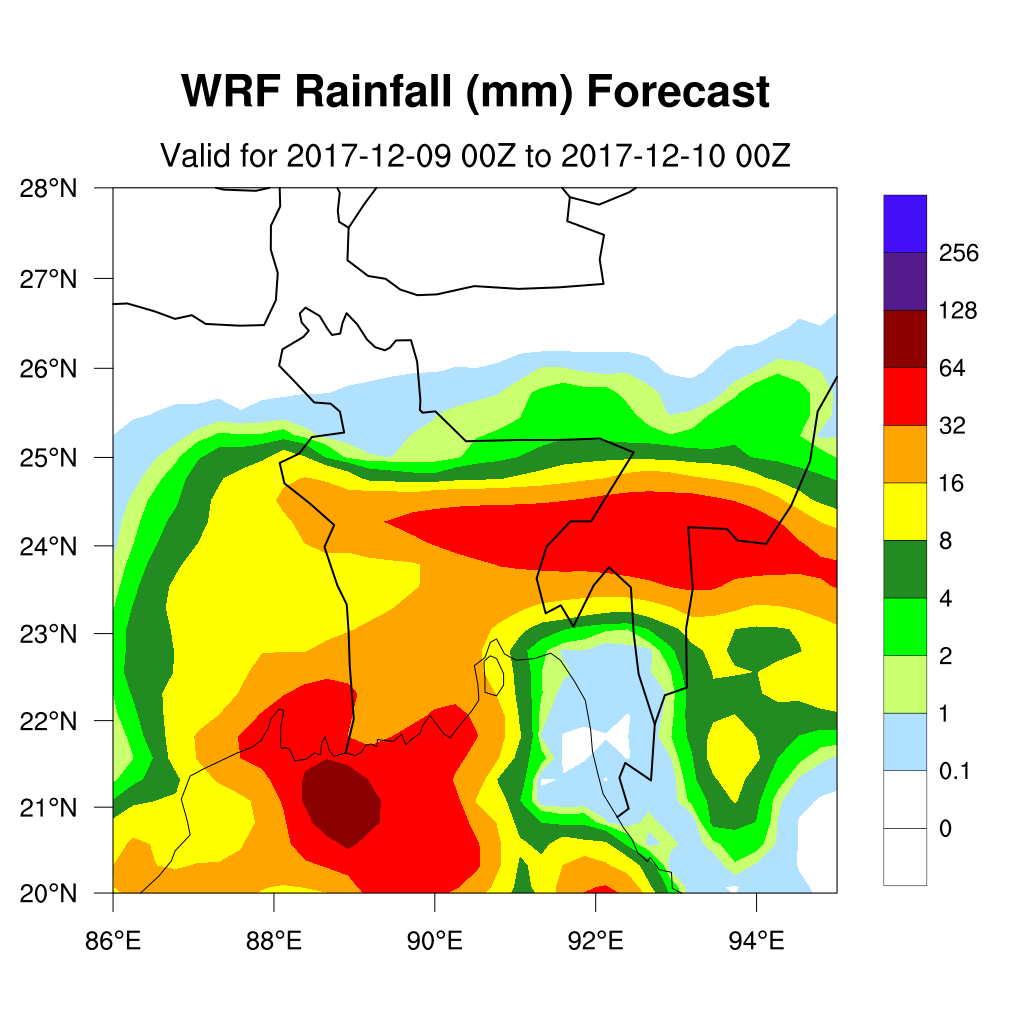 WRF Rainfall (mm) Forecast
Valid for 2017-12-09 00Z to 2017-12-10 00Z
28°N
27°N
26°N
25°N
24°N
23°N
22°N
21°N
20°N
86°E 88°E 90°E 92°E 94°E
256
128
64
32
16
8
4
2
1
0.1
0